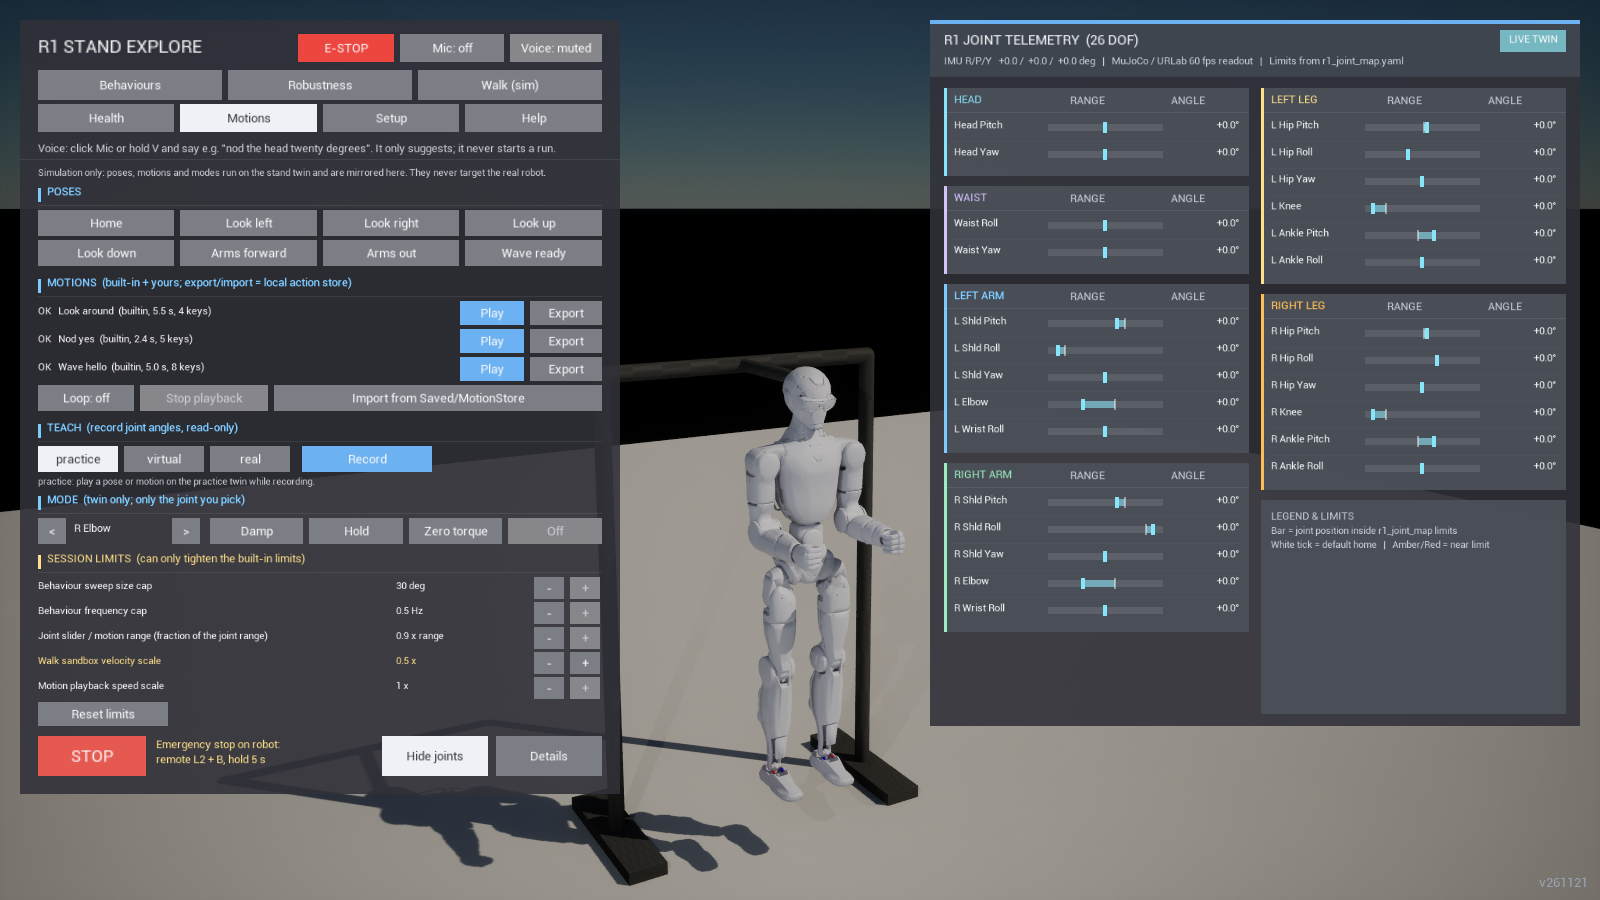 R1 STAND EXPLORE
E-STOP
Mic: off
Voice: muted
Behaviours
Robustness
Walk (sim)
Health
Motions
Setup
Help
Voice: click Mic or hold V and say e.g. "nod the head twenty degrees". It only suggests; it never starts a run.
Simulation only: poses, motions and modes run on the stand twin and are mirrored here. They never target the real robot.
POSES
Home
Look left
Look right
Look up
Look down
Arms forward
Arms out
Wave ready
MOTIONS (built-in + yours; export/import = local action store)
OK Look around (builtin, 5.5 s, 4 keys)
Play
Export
OK Nod yes (builtin, 2.4 s, 5 keys)
Play
Export
OK Wave hello (builtin, 5.0 s, 8 keys)
Play
Export
Loop: off
Stop playback
Import from Saved/MotionStore
TEACH (record joint angles, read-only)
practice
virtual
real
Record
practice: play a pose or motion on the practice twin while recording.
MODE (twin only; only the joint you pick)
<
R Elbow
>
Damp
Hold
Zero torque
Off
SESSION LIMITS (can only tighten the built-in limits)
Behaviour sweep size cap
30 deg
-
+
Behaviour frequency cap
0.5 Hz
-
+
Joint slider / motion range (fraction of the joint range)
0.9 x range
-
+
Walk sandbox velocity scale
0.5 x
-
+
Motion playback speed scale
1 x
-
+
Reset limits
STOP
Emergency stop on robot:
remote L2 + B, hold 5 s
Hide joints
Details
R1 JOINT TELEMETRY (26 DOF)
LIVE TWIN
IMU R/P/Y +0.0 / +0.0 / +0.0 deg | MuJoCo / URLab 60 fps readout | Limits from r1_joint_map.yaml
HEAD RANGE ANGLE
Head Pitch +0.0°
Head Yaw +0.0°
WAIST RANGE ANGLE
Waist Roll +0.0°
Waist Yaw +0.0°
LEFT ARM RANGE ANGLE
L Shld Pitch +0.0°
L Shld Roll +0.0°
L Shld Yaw +0.0°
L Elbow +0.0°
L Wrist Roll +0.0°
RIGHT ARM RANGE ANGLE
R Shld Pitch +0.0°
R Shld Roll +0.0°
R Shld Yaw +0.0°
R Elbow +0.0°
R Wrist Roll +0.0°
LEFT LEG RANGE ANGLE
L Hip Pitch +0.0°
L Hip Roll +0.0°
L Hip Yaw +0.0°
L Knee +0.0°
L Ankle Pitch +0.0°
L Ankle Roll +0.0°
RIGHT LEG RANGE ANGLE
R Hip Pitch +0.0°
R Hip Roll +0.0°
R Hip Yaw +0.0°
R Knee +0.0°
R Ankle Pitch +0.0°
R Ankle Roll +0.0°
LEGEND & LIMITS
Bar = joint position inside r1_joint_map limits
White tick = default home | Amber/Red = near limit
v261121